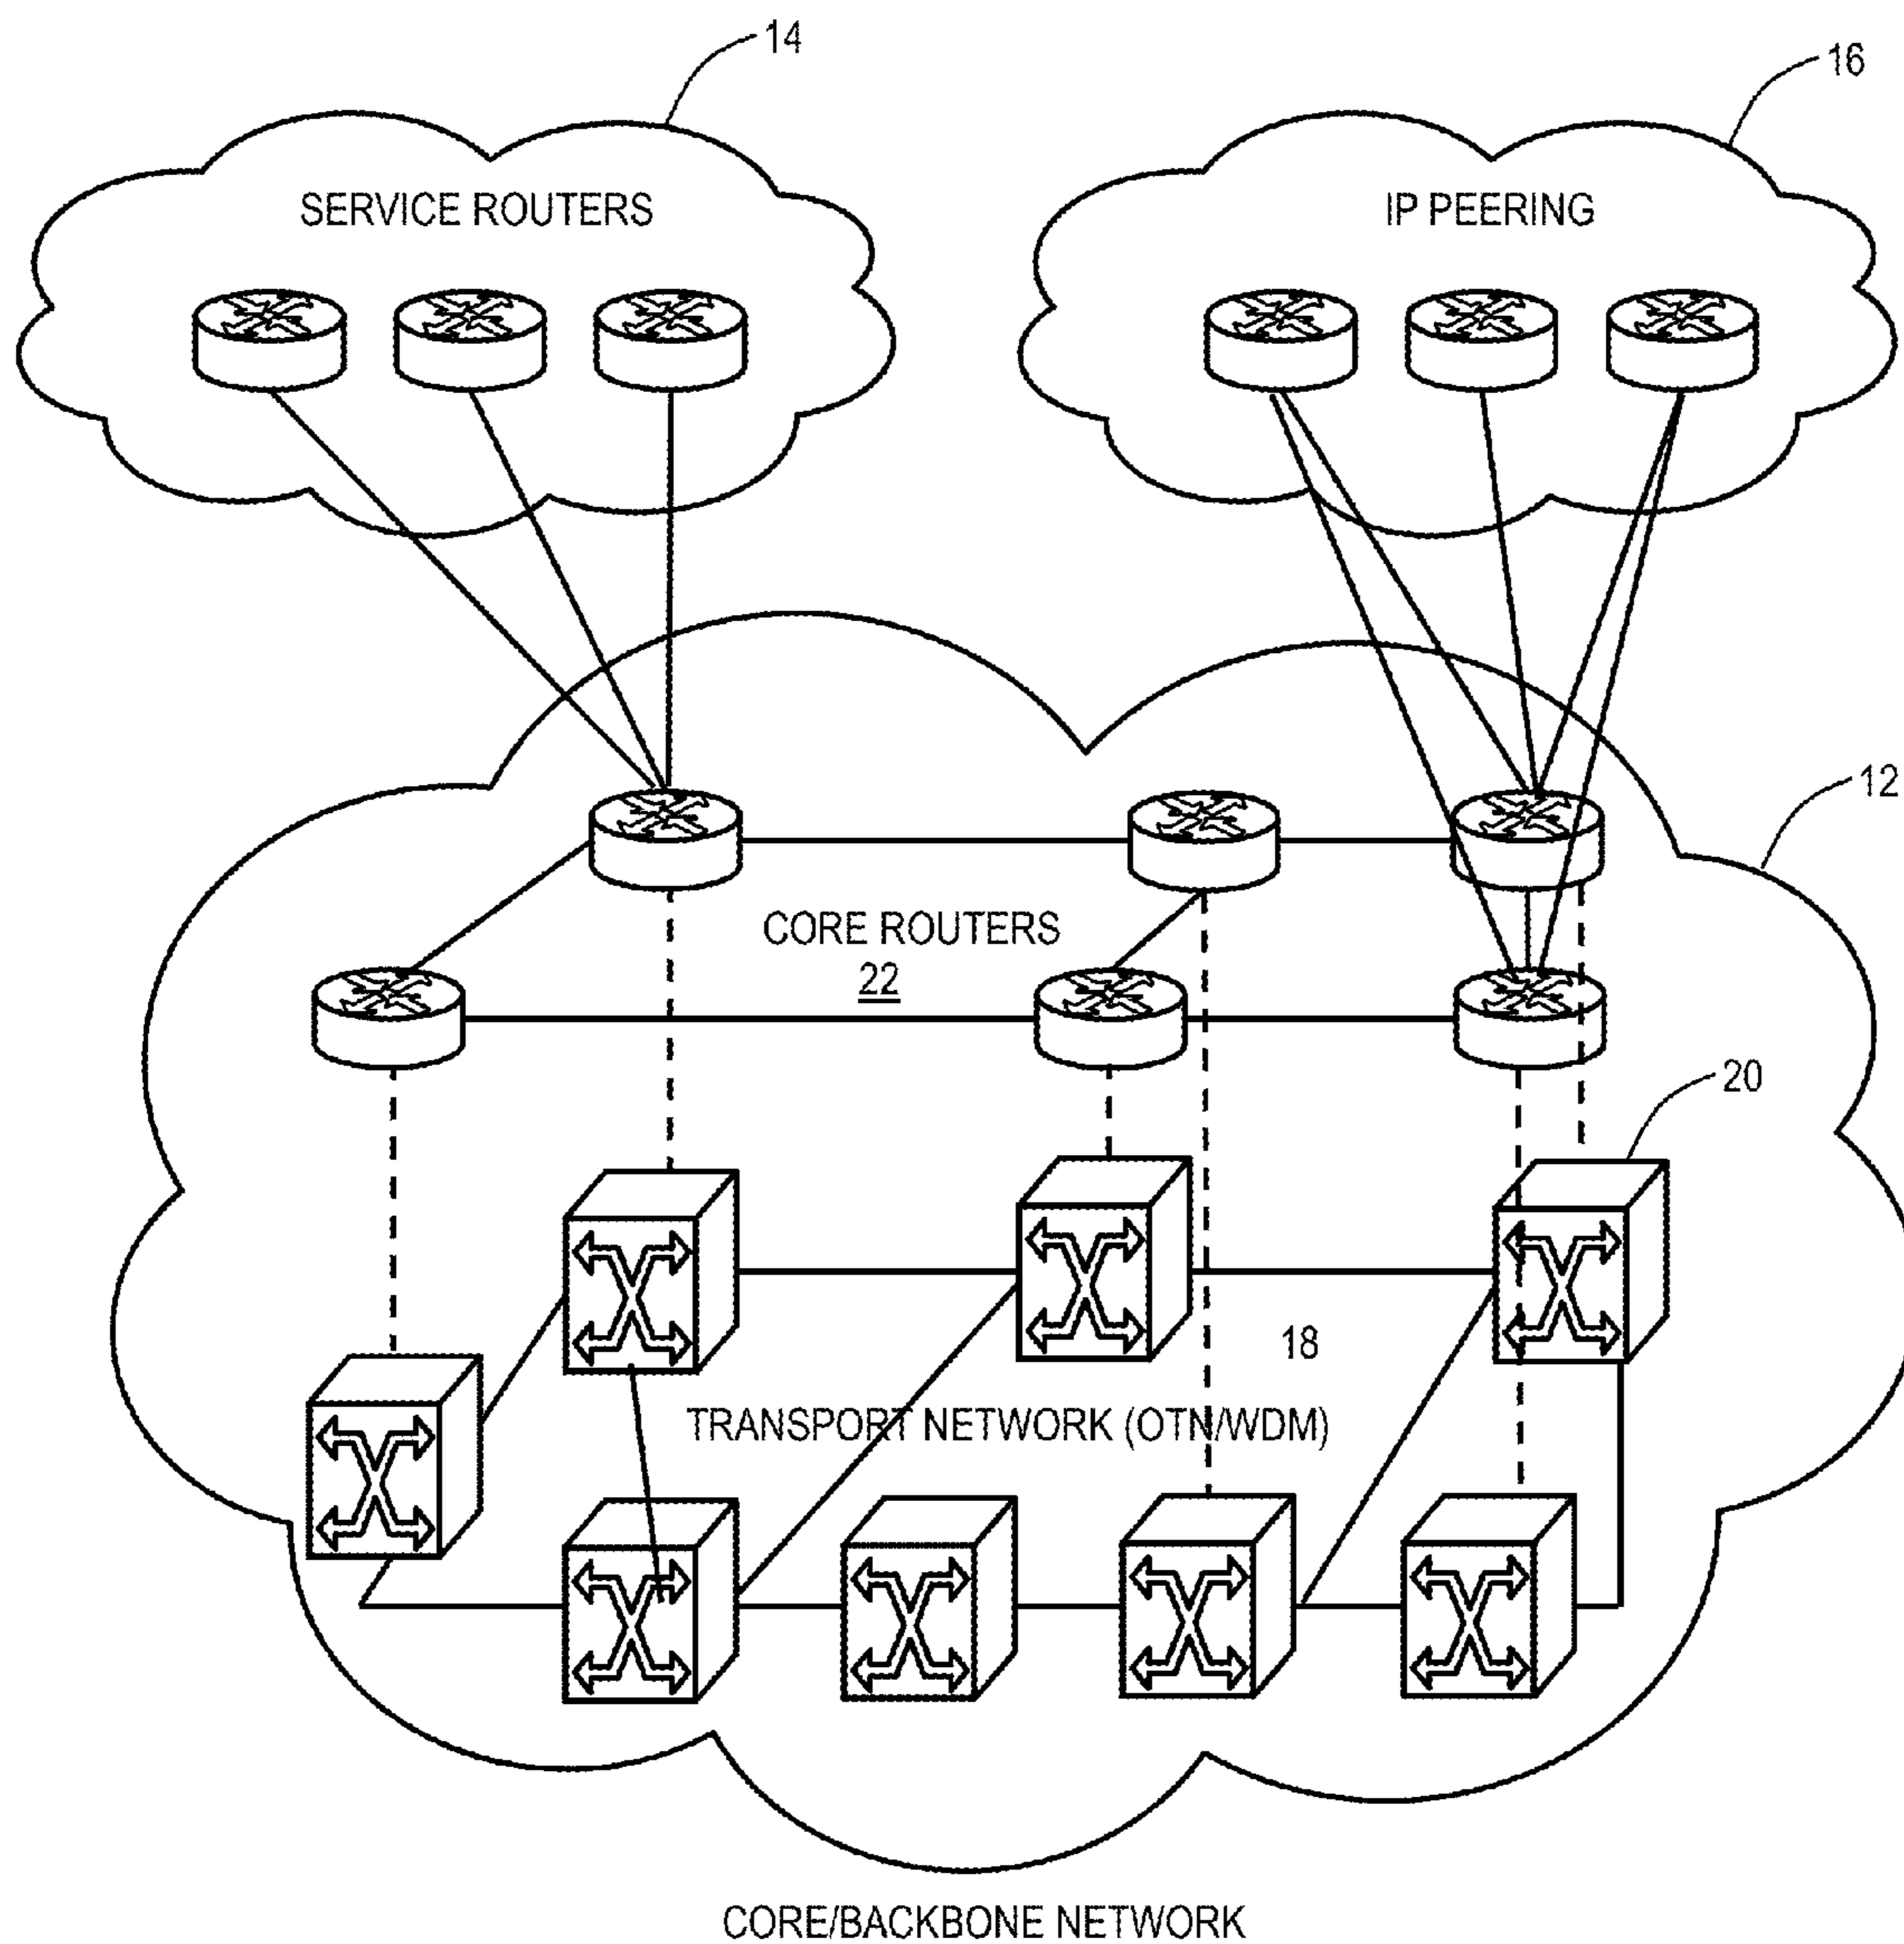 14
16
SERVICE ROUTERS
IP PEERING
12
CORE ROUTERS
22
20
18
TRANSPORT NETWORK (OTN/WDM)
CORE/BACKBONE NETWORK